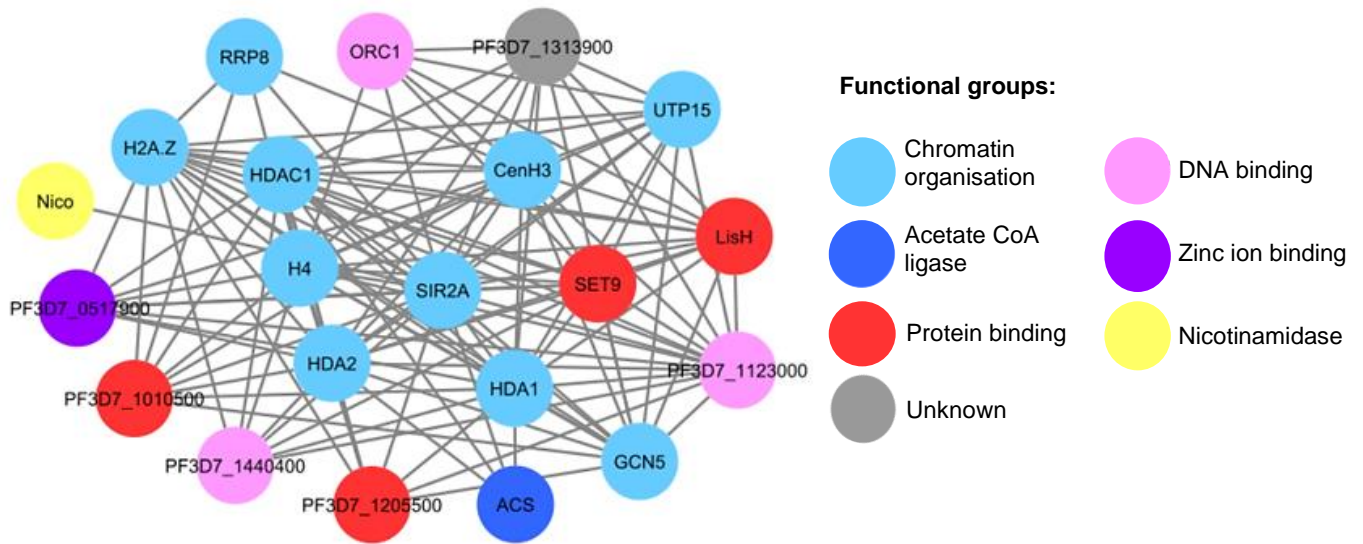 RRP8
ORC1
PF3D7_1313900
UTP15
H2A.Z
HDAC1
CenH3
Nico
LisH
H4
SIR2A
SET9
PF3D7_0517900
HDA2
HDA1
PF3D7_1123000
PF3D7_1010500
PF3D7_1440400
GCN5
PF3D7_1205500
ACS
Functional groups:
Chromatin
organisation
Acetate CoA
ligase
Protein binding
Unknown
DNA binding
Zinc ion binding
Nicotinamidase